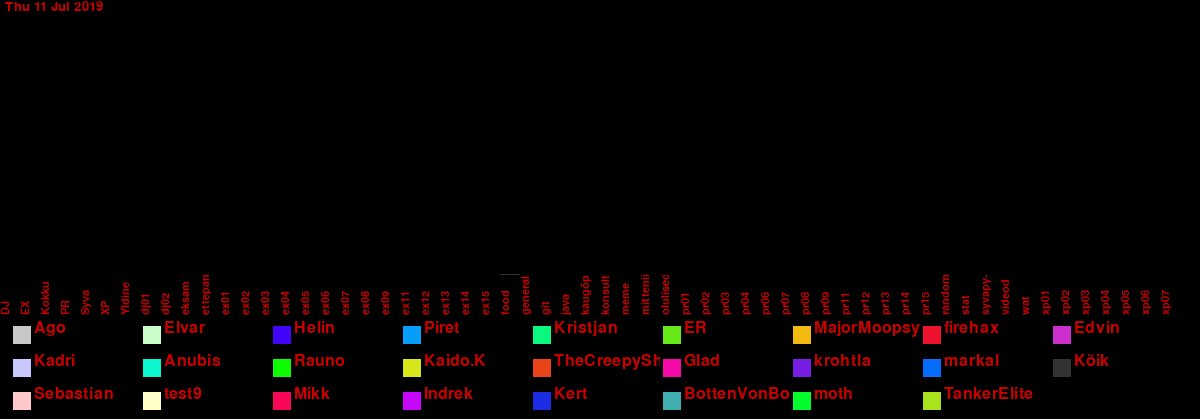 Thu 11 Jul 2019
DJ EX Kokku PR Syva XP Yldine dj01 dj02 eksam ettepan ex01 ex02 ex03 ex04 ex05 ex06 ex07 ex08 ex09 ex11 ex12 ex13 ex14 ex15 food general git java kaugõp konsult meme mittenii olulised pr01 pr02 pr03 pr04 pr06 pr07 pr08 pr09 pr11 pr12 pr13 pr14 pr15 random stat syvapy- videod wat xp01 xp02 xp03 xp04 xp05 xp06 xp07
Ago Elvar Helin Piret Kristjan ER MajorMoopsy firehax Edvin
Kadri Anubis Rauno Kaido.K TheCreepySh Glad krohtla markal Kõik
Sebastian test9 Mikk Indrek Kert BottenVonBo moth TankerElite